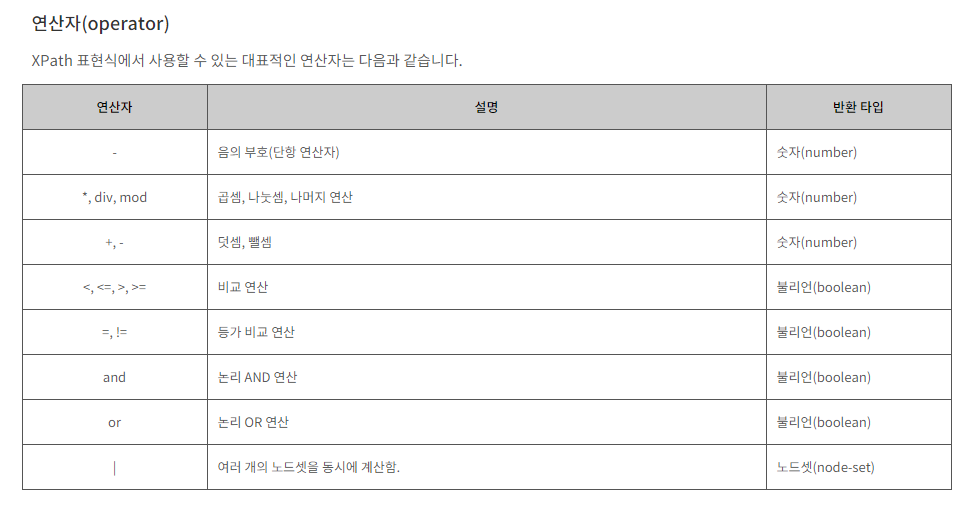 연산자(operator)
XPath 표현식에서 사용할 수 있는 대표적인 연산자는 다음과 같습니다.
연산자 설명 반환 타입
- 음의 부호(단항 연산자) 숫자(number)
*, div, mod 곱셈, 나눗셈, 나머지 연산 숫자(number)
+, - 덧셈, 뺄셈 숫자(number)
<, <=, >, >= 비교 연산 불리언(boolean)
=, != 등가 비교 연산 불리언(boolean)
and 논리 AND 연산 불리언(boolean)
or 논리 OR 연산 불리언(boolean)
| 여러 개의 노드셋을 동시에 계산함. 노드셋(node-set)